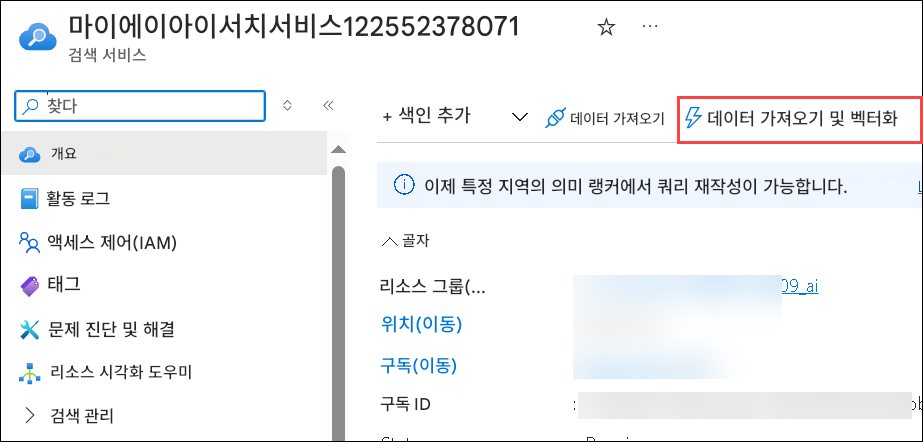 마이에이아이서치서비스122552378071
검색 서비스
찾다
개요
활동 로그
액세스 제어(IAM)
태그
문제 진단 및 해결
리소스 시각화 도우미
검색 관리
+ 색인 추가
데이터 가져오기
데이터 가져오기 및 벡터화
이제 특정 지역의 의미 랭커에서 쿼리 재작성이 가능합니다.
골자
리소스 그룹(... 09_ai
위치(이동)
구독(이동)
구독 ID :